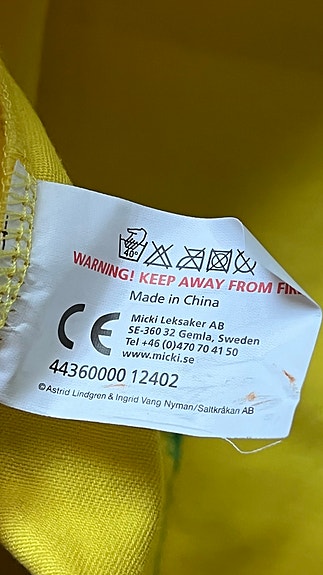 40°
WARNING! KEEP AWAY FROM FIR
Made in China
CE
Micki Leksaker AB
SE-360 32 Gemla, Sweden
Tel +46 (0)470 70 41 50
www.micki.se
44360000 12402
©Astrid Lindgren & Ingrid Vang Nyman/Saltkråkan AB